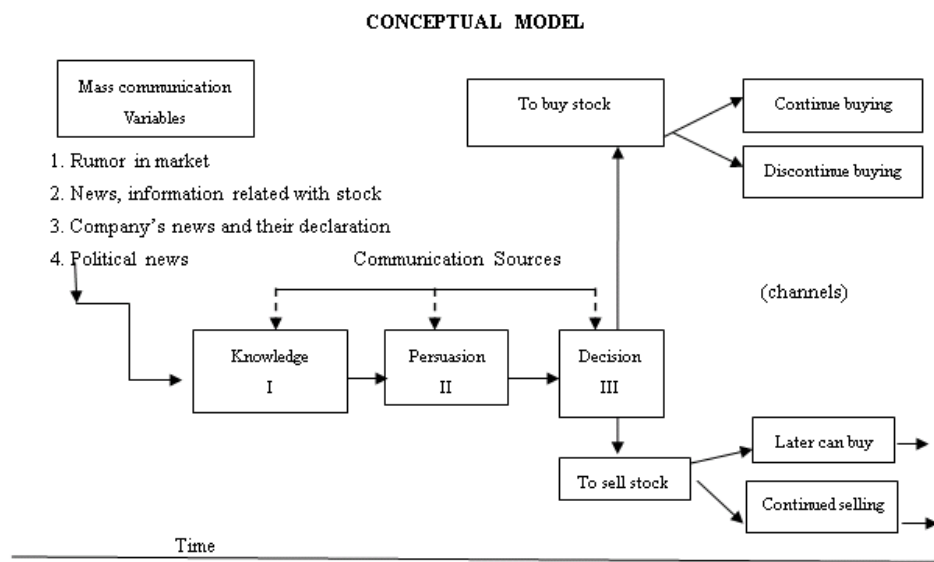 CONCEPTUAL MODEL
Mass communication
Variables
1. Rumor in market
2. News, information related with stock
3. Company's news and their declaration
4. Political news
To buy stock
Continue buying
Discontinue buying
Communication Sources
(channels)
Knowledge
I
Persuasion
II
Decision
III
To sell stock
Later can buy
Continued selling
Time